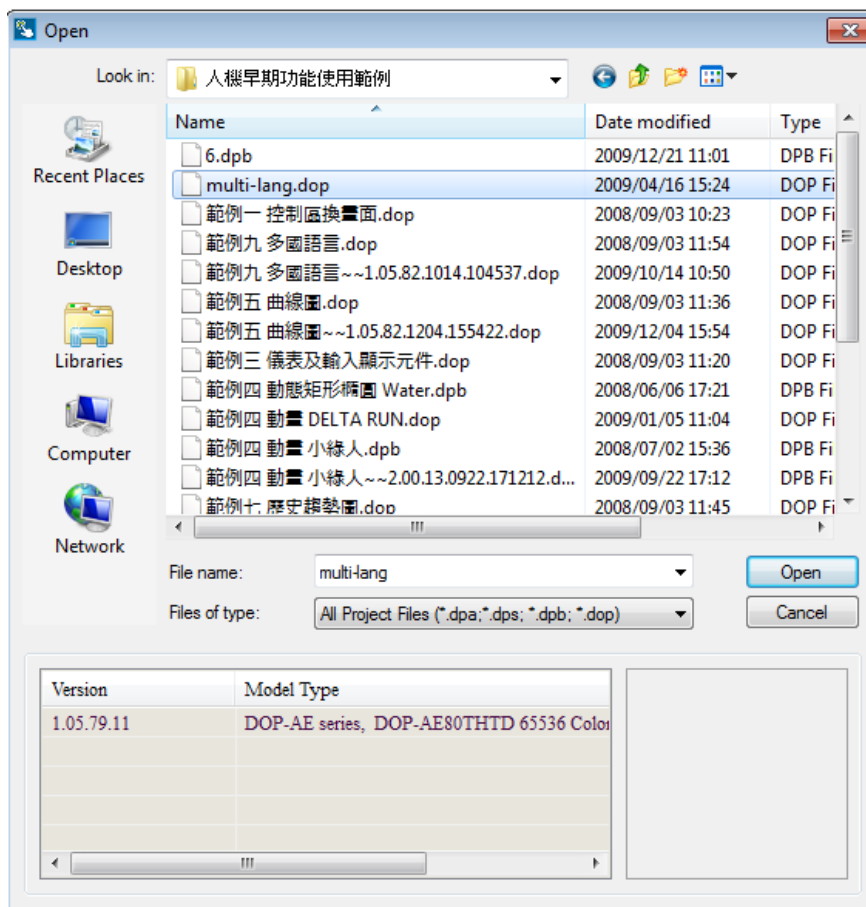 Open
Look in: 人機早期功能使用範例
Name Date modified Type
6.dpb 2009/12/21 11:01 DPB Fi
multi-lang.dop 2009/04/16 15:24 DOP Fi
範例一 控制區換畫面.dop 2008/09/03 10:23 DOP Fi
範例九 多國語言.dop 2008/09/03 11:54 DOP Fi
範例九 多國語言~~1.05.82.1014.104537.dop 2009/10/14 10:50 DOP Fi
範例五 曲線圖.dop 2008/09/03 11:36 DOP Fi
範例五 曲線圖~~1.05.82.1204.155422.dop 2009/12/04 15:54 DOP Fi
範例三 儀表及輸入顯示元件.dop 2008/09/03 11:20 DOP Fi
範例四 動態矩形橢圓 Water.dpb 2008/06/06 17:21 DPB Fi
範例四 動畫 DELTA RUN.dop 2009/01/05 11:04 DOP Fi
範例四 動畫 小綠人.dpb 2008/07/02 15:36 DPB Fi
範例四 動畫 小綠人~~2.00.13.0922.171212.d... 2009/09/22 17:12 DPB Fi
範例七 歷史趨勢圖.dop 2008/09/03 11:45 DOP Fi
Recent Places
Desktop
Libraries
Computer
Network
File name: multi-lang Open
Files of type: All Project Files (*.dpa;*.dps; *.dpb; *.dop) Cancel
Version Model Type
1.05.79.11 DOP-AE series, DOP-AE80THTD 65536 Color